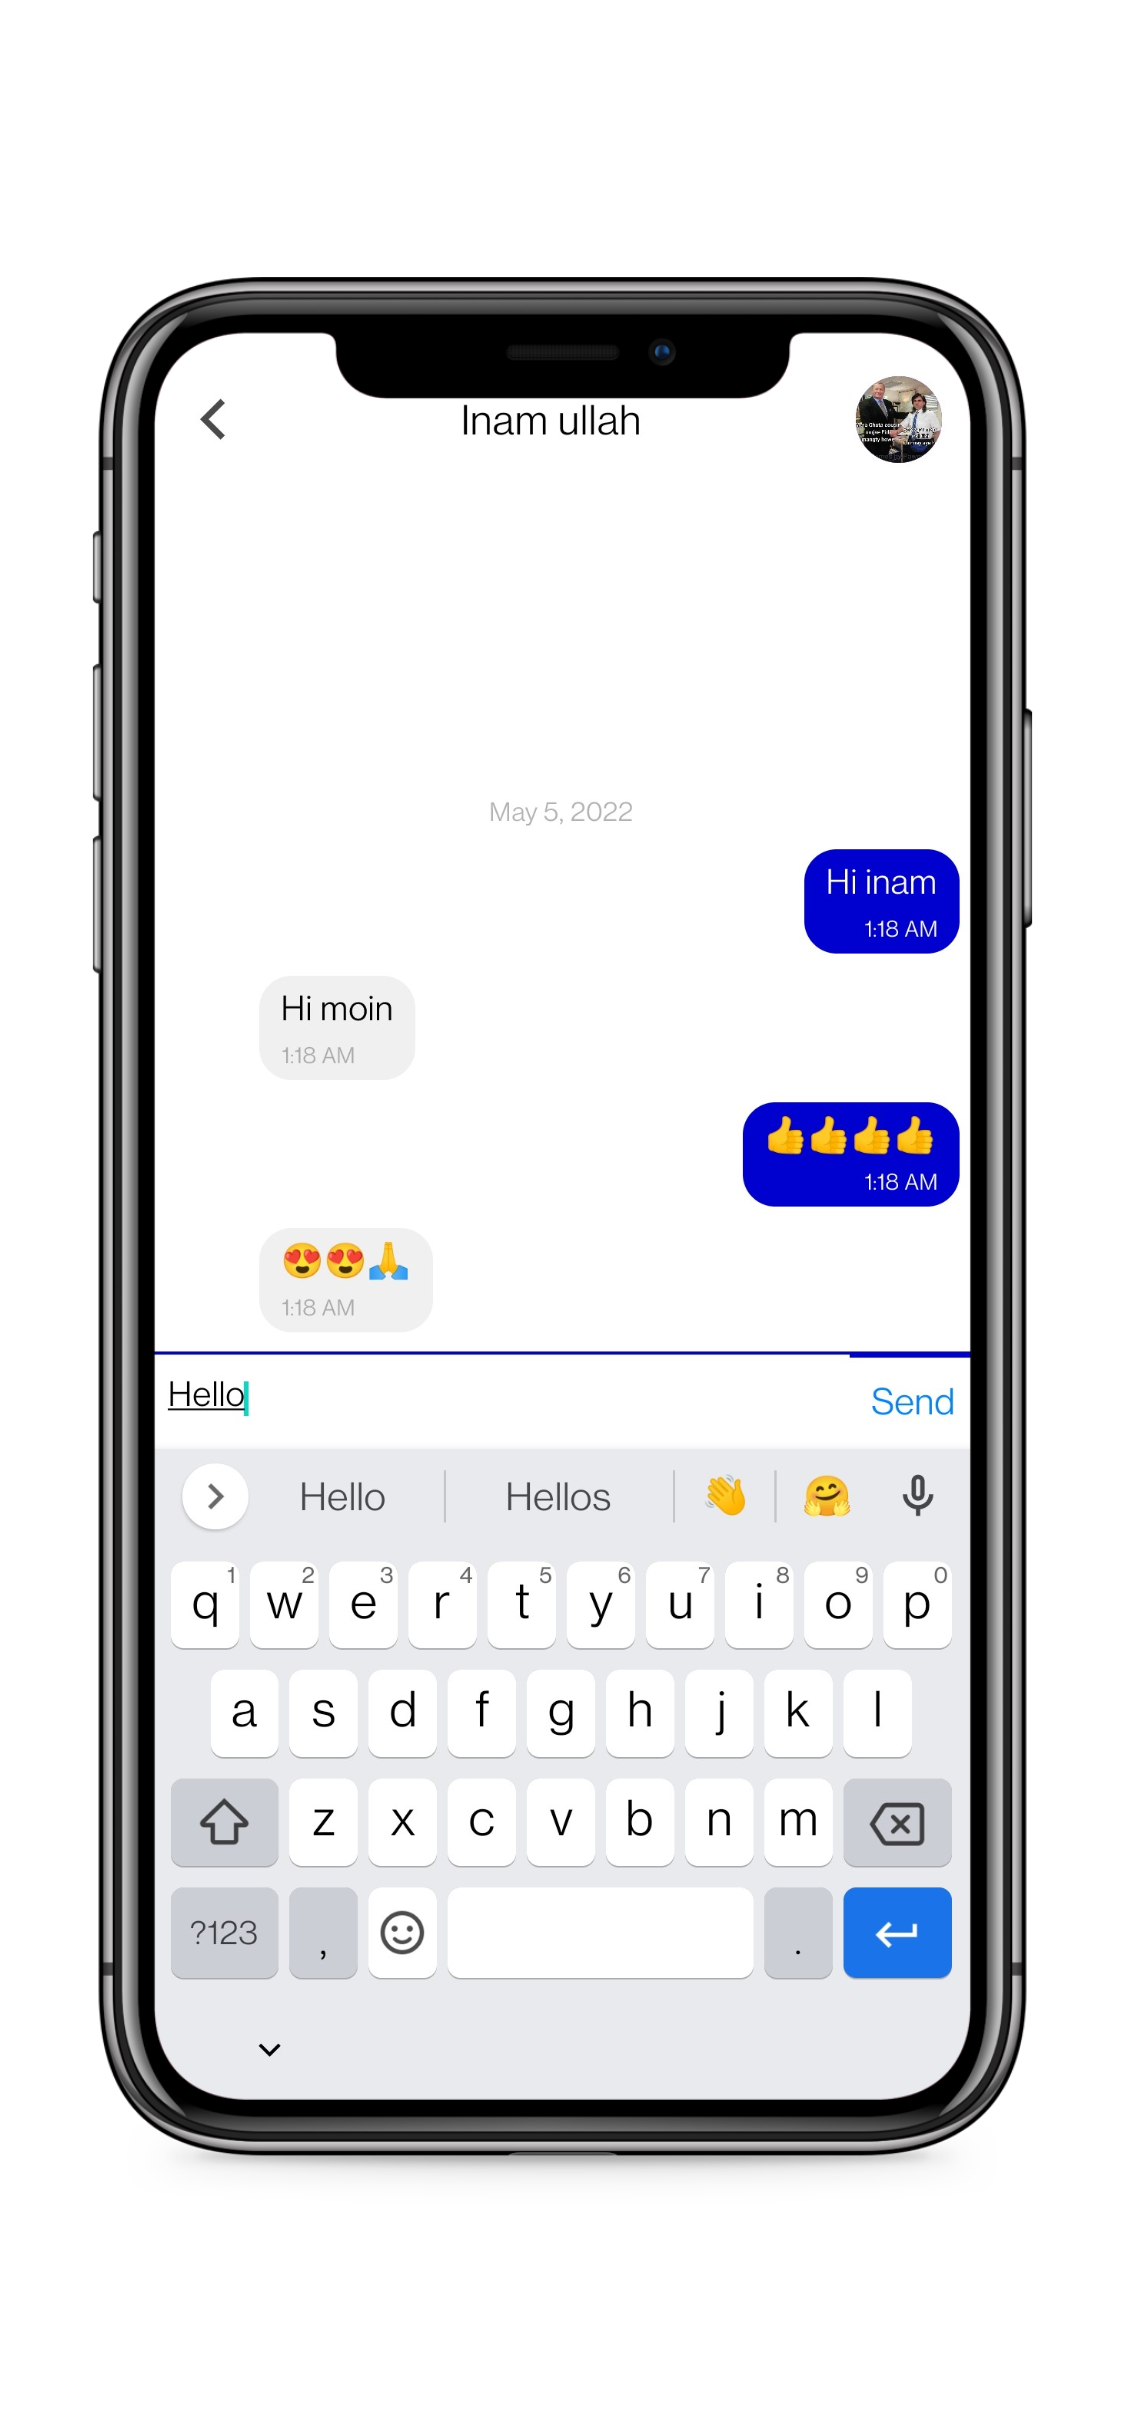 Inam ullah
May 5, 2022
Hi inam
1:18 AM
Hi moin
1:18 AM
👍👍👍👍
1:18 AM
😍😍🙏
1:18 AM
Hello
Send
Hello Hellos 👋 🤗
1 2 3 4 5 6 7 8 9 0
q w e r t y u i o p
a s d f g h j k l
z x c v b n m
?123 , .